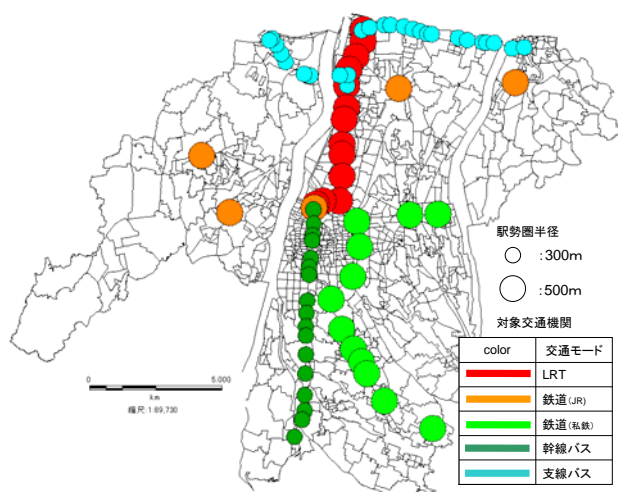 駅勢圏半径
:300m
:500m
対象交通機関
color 交通モード
LRT
鉄道(JR)
鉄道(私鉄)
幹線バス
支線バス
0 5.000
km
縮尺:1:89,730